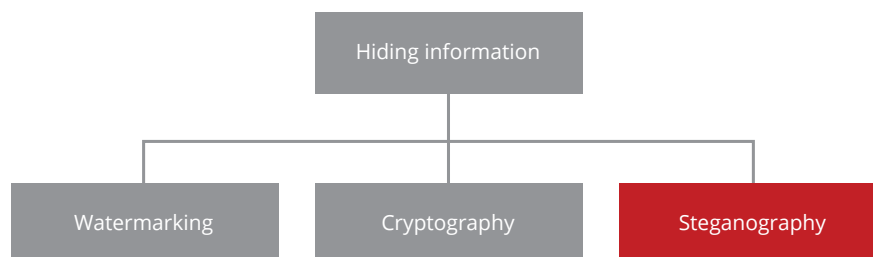 Hiding information
Watermarking
Cryptography
Steganography